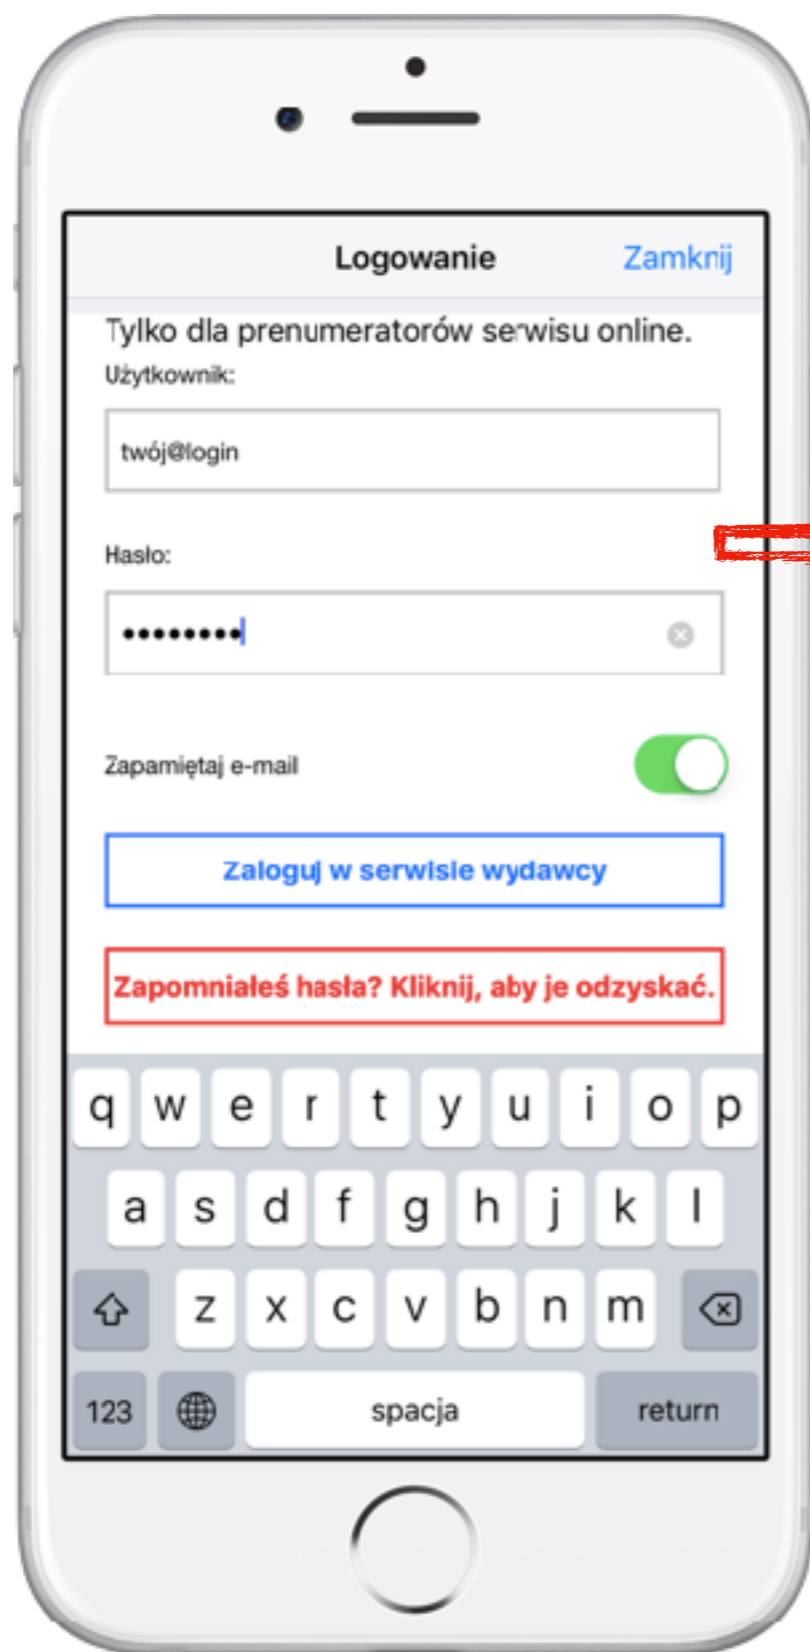 Logowanie Zamknij
Tylko dla prenumeratorów serwisu online.
Użytkownik:
twój@login
Hasło:
••••••••
Zapamiętaj e-mail
Zaloguj w serwisie wydawcy
Zapomniałeś hasła? Kliknij, aby je odzyskać.
q w e r t y u i o p
a s d f g h j k l
z x c v b n m
123 spacja return